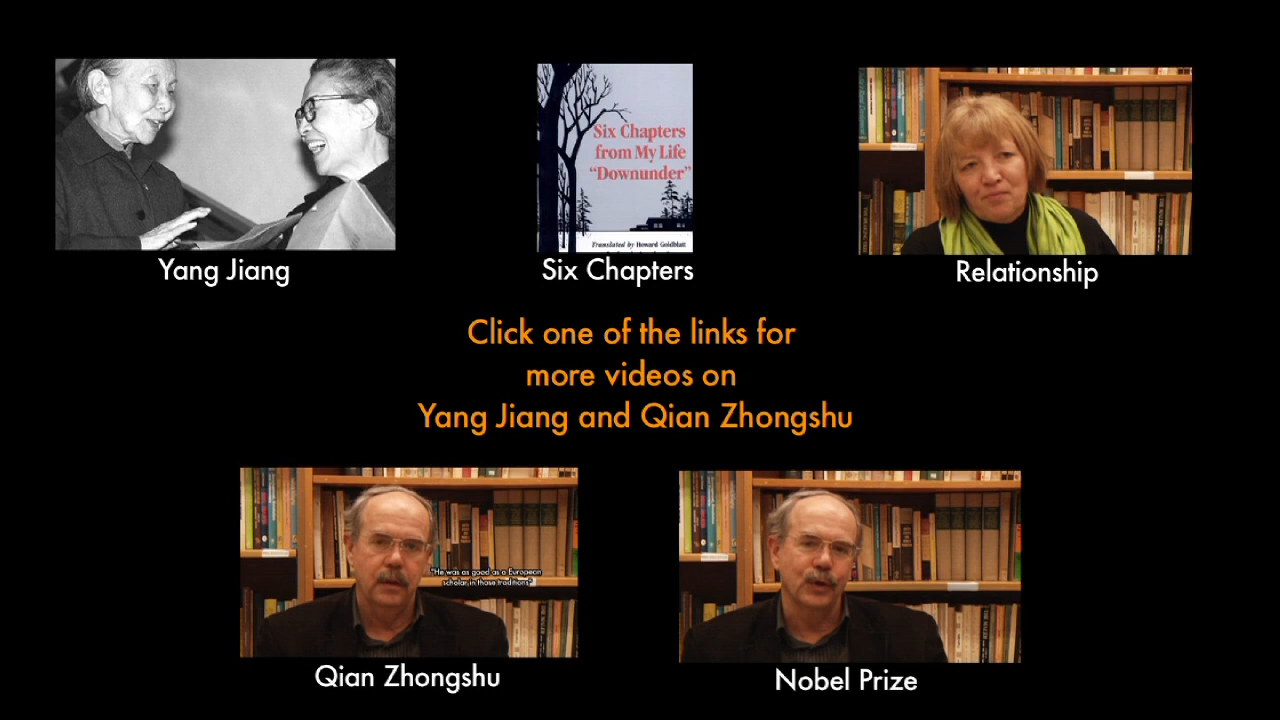 Six Chapters
from My Life
“Downunder”
Translated by Howard Goldblatt
Yang Jiang
Six Chapters
Relationship
Click one of the links for
more videos on
Yang Jiang and Qian Zhongshu
"He was as good as a European
scholar in those traditions"
Qian Zhongshu
Nobel Prize